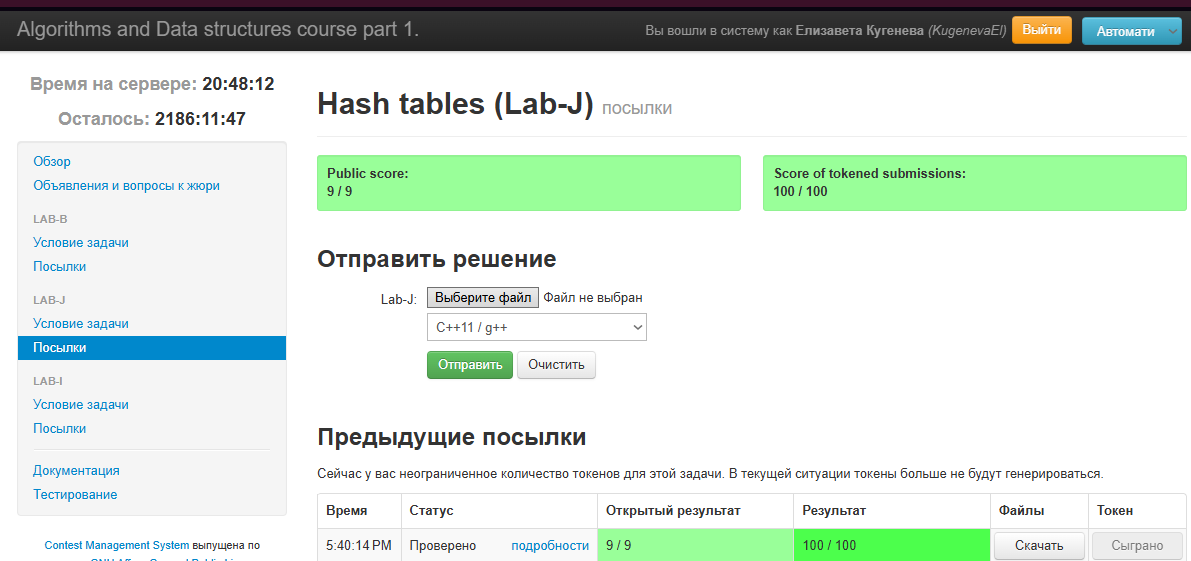 Algorithms and Data structures course part 1.
Вы вошли в систему как Елизавета Кугенева (KugenevaEl) Выйти Автомати
Время на сервере: 20:48:12
Осталось: 2186:11:47
Обзор
Объявления и вопросы к жюри
LAB-B
Условие задачи
Посылки
LAB-J
Условие задачи
Посылки
LAB-I
Условие задачи
Посылки
Документация
Тестирование
Contest Management System выпущена по
Hash tables (Lab-J) посылки
Public score:
9 / 9
Score of tokened submissions:
100 / 100
Отправить решение
Lab-J: Выберите файл Файл не выбран
C++11 / g++
Отправить Очистить
Предыдущие посылки
Сейчас у вас неограниченное количество токенов для этой задачи. В текущей ситуации токены больше не будут генерироваться.
Время Статус Открытый результат Результат Файлы Токен
5:40:14 PM Проверено подробности 9 / 9 100 / 100 Скачать Сыграно